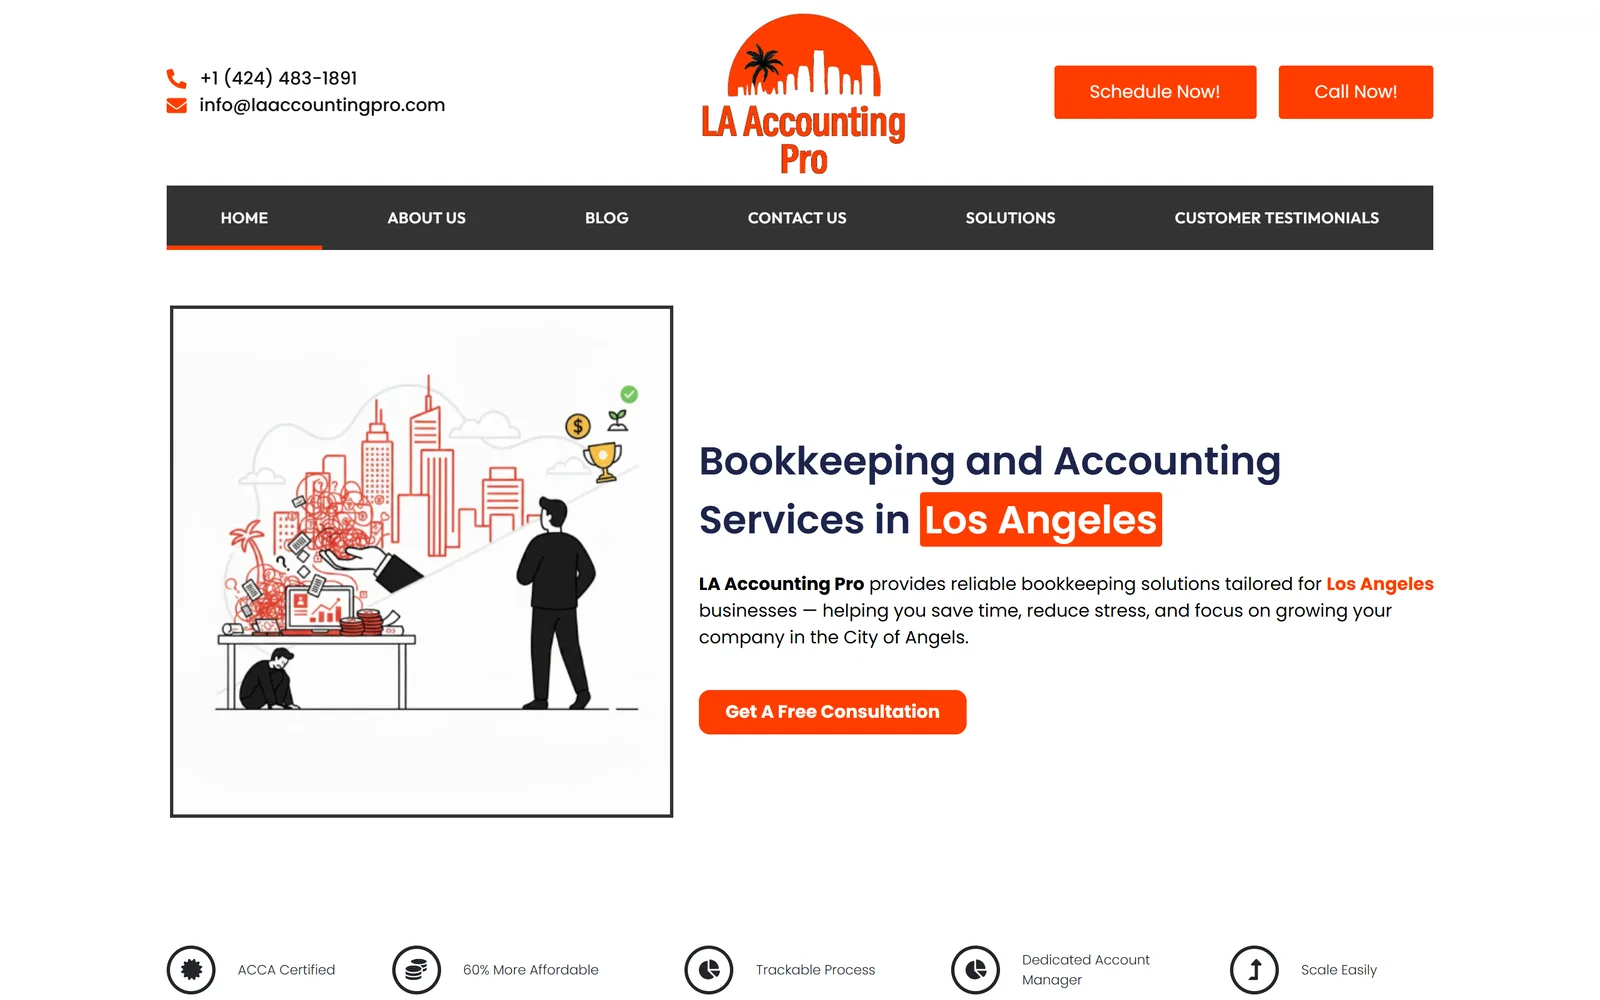 +1 (424) 483-1891
info@laaccountingpro.com
LA Accounting
Pro
Schedule Now!
Call Now!
HOME
ABOUT US
BLOG
CONTACT US
SOLUTIONS
CUSTOMER TESTIMONIALS
Bookkeeping and Accounting
Services in Los Angeles
LA Accounting Pro provides reliable bookkeeping solutions tailored for Los Angeles
businesses — helping you save time, reduce stress, and focus on growing your
company in the City of Angels.
Get A Free Consultation
ACCA Certified
60% More Affordable
Trackable Process
Dedicated Account
Manager
Scale Easily